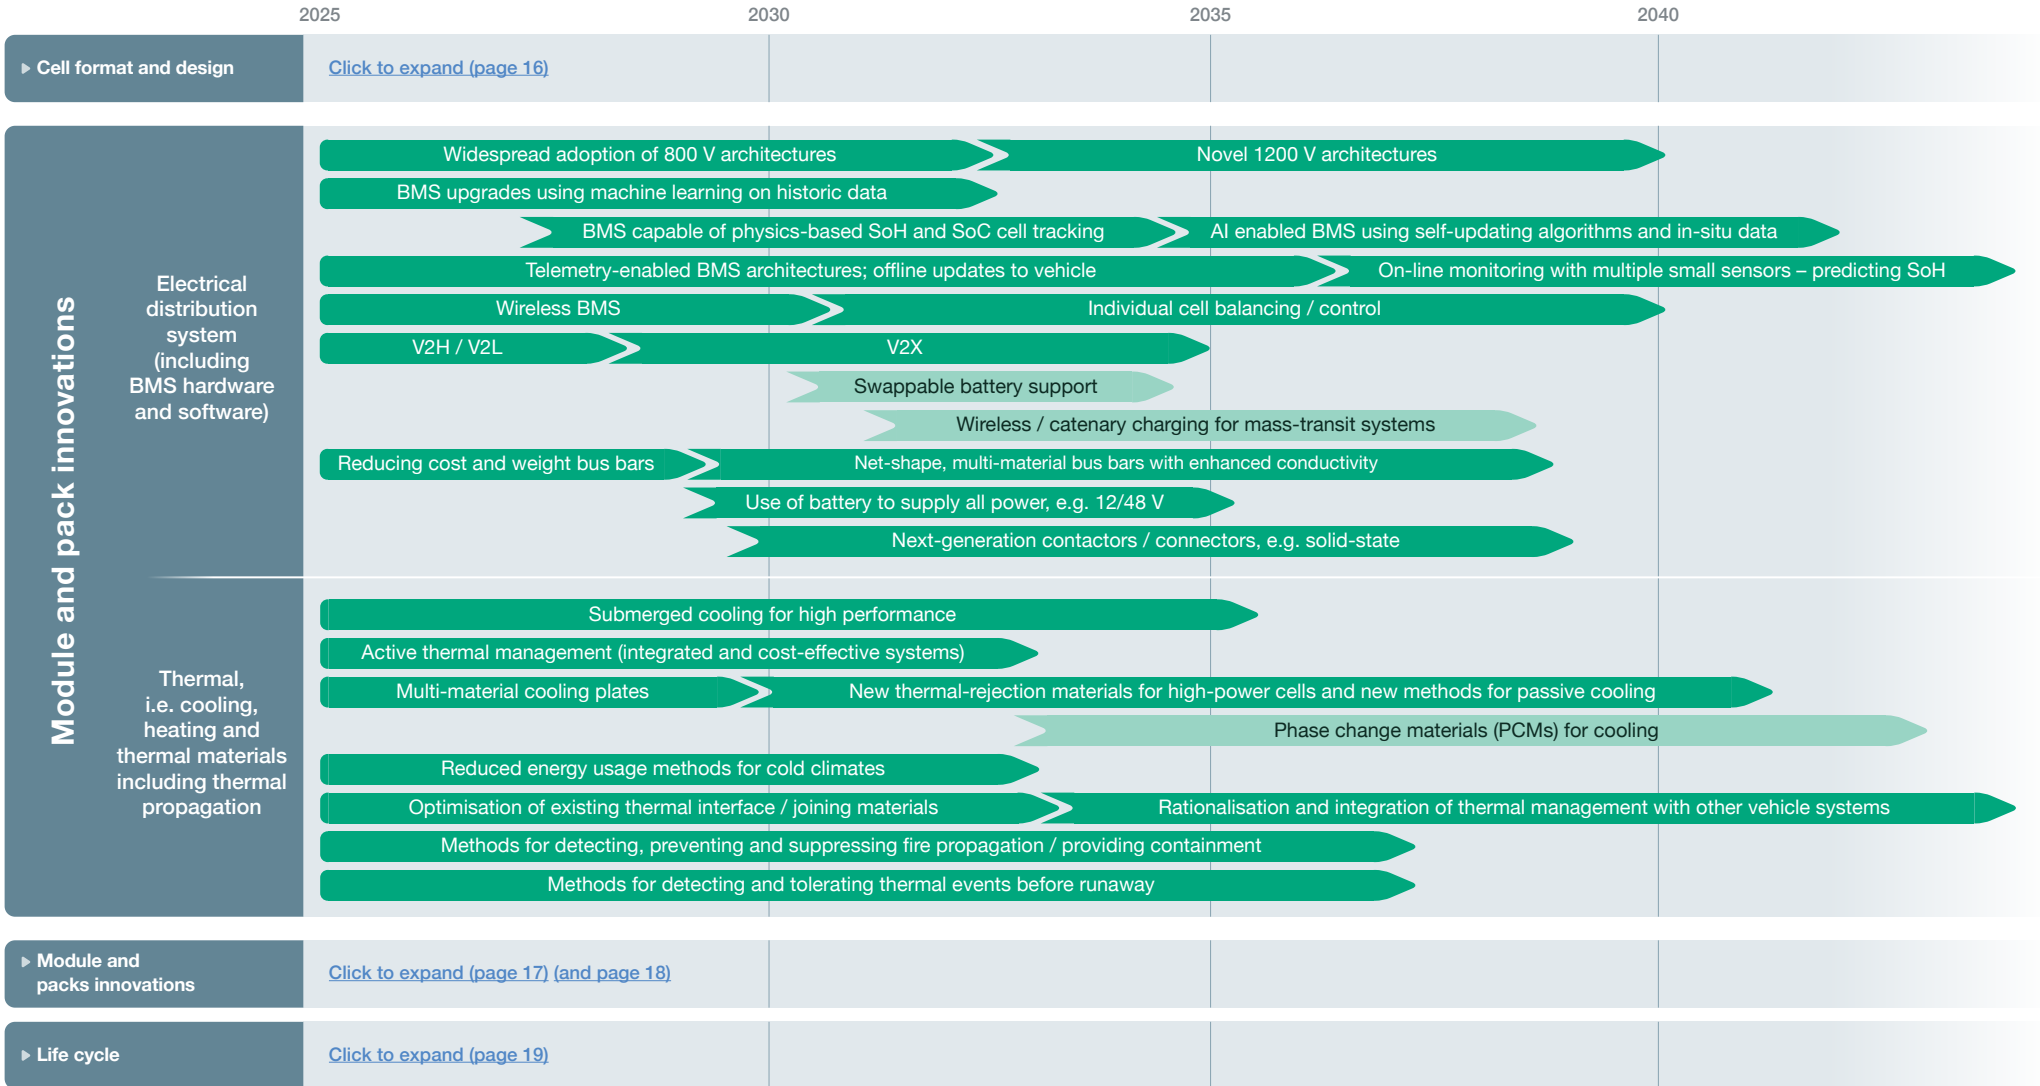 2025 2030 2035 2040
Cell format and design
Click to expand (page 16)
Module and pack innovations
Electrical
distribution
system
(including
BMS hardware
and software)
Widespread adoption of 800 V architectures
Novel 1200 V architectures
BMS upgrades using machine learning on historic data
BMS capable of physics-based SoH and SoC cell tracking
AI enabled BMS using self-updating algorithms and in-situ data
Telemetry-enabled BMS architectures; offline updates to vehicle
On-line monitoring with multiple small sensors – predicting SoH
Wireless BMS
Individual cell balancing / control
V2H / V2L
V2X
Swappable battery support
Wireless / catenary charging for mass-transit systems
Reducing cost and weight bus bars
Net-shape, multi-material bus bars with enhanced conductivity
Use of battery to supply all power, e.g. 12/48 V
Next-generation contactors / connectors, e.g. solid-state
Thermal,
i.e. cooling,
heating and
thermal materials
including thermal
propagation
Submerged cooling for high performance
Active thermal management (integrated and cost-effective systems)
Multi-material cooling plates
New thermal-rejection materials for high-power cells and new methods for passive cooling
Phase change materials (PCMs) for cooling
Reduced energy usage methods for cold climates
Optimisation of existing thermal interface / joining materials
Rationalisation and integration of thermal management with other vehicle systems
Methods for detecting, preventing and suppressing fire propagation / providing containment
Methods for detecting and tolerating thermal events before runaway
Module and
packs innovations
Click to expand (page 17) (and page 18)
Life cycle
Click to expand (page 19)